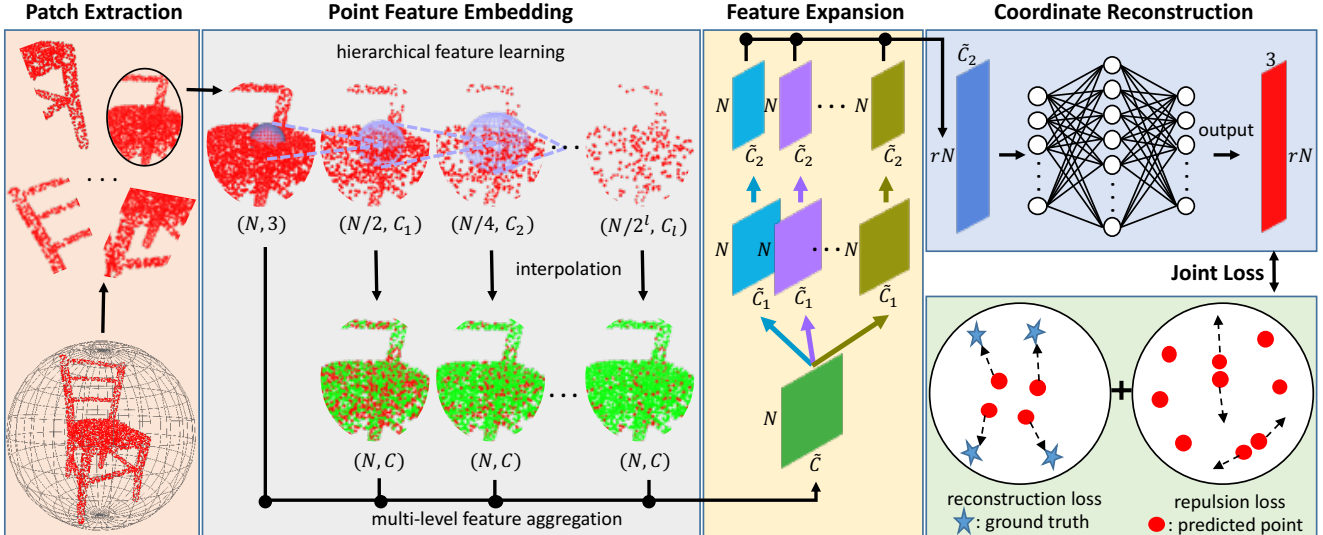 Patch Extraction
Point Feature Embedding
Feature Expansion
Coordinate Reconstruction
hierarchical feature learning
. . .
. . .
(N, 3)
(N/2, C₁)
(N/4, C₂)
(N/2ˡ, Cₗ)
interpolation
. . .
(N, C)
(N, C)
(N, C)
multi-level feature aggregation
N
N
. . .
N
C̃₂
C̃₂
C̃₂
N
N
. . .
N
C̃₁
C̃₁
C̃₁
N
C̃
C̃₂
rN
output
3
rN
Joint Loss
+
reconstruction loss
: ground truth
repulsion loss
: predicted point